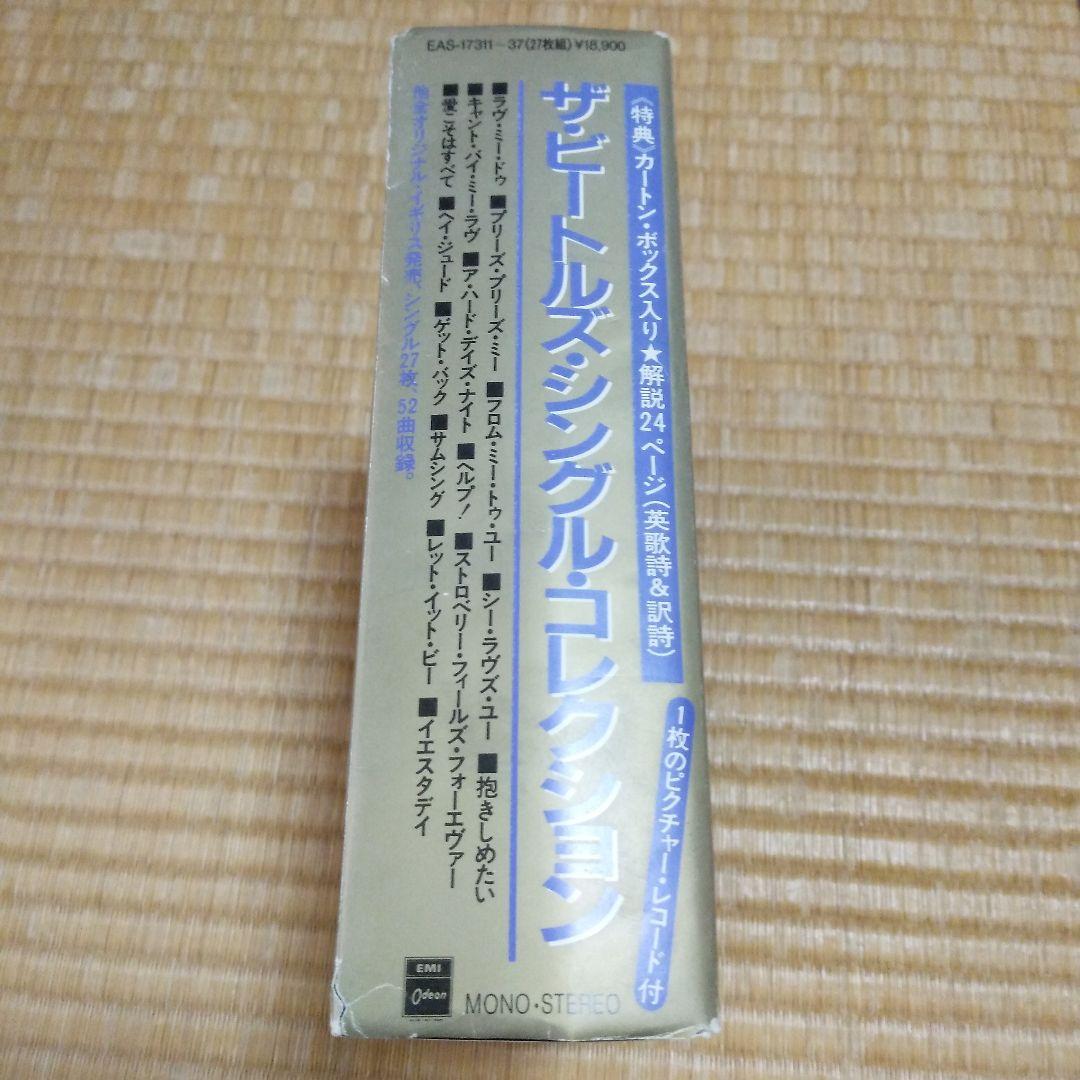 EAS-17311~37(27枚組)¥18,900
《特典》カートン・ボックス入り★解説24ページ(英歌詩&訳詩)
1枚のピクチャー・レコード付
ザ・ビートルズ・シングル・コレクション
■ラヴ・ミー・ドゥ ■プリーズ・プリーズ・ミー ■フロム・ミー・トゥ・ユー ■シー・ラヴズ・ユー ■抱きしめたい
■キャント・バイ・ミー・ラヴ ■ア・ハード・デイズ・ナイト ■ヘルプ! ■ストロベリー・フィールズ・フォーエヴァー
■愛こそはすべて ■ヘイ・ジュード ■ゲット・バック ■サムシング ■レット・イット・ビー ■イエスタデイ
他全オリジナル・イギリス発売、シングル27枚、52曲収録。
EMI
Odeon
MONO・STEREO